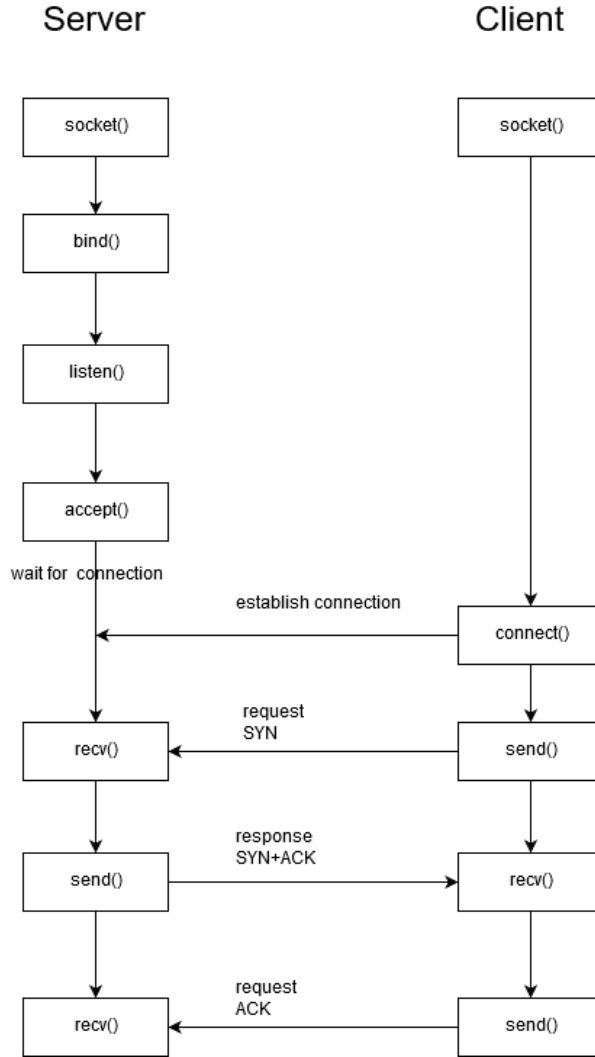 Server
Client
socket()
socket()
bind()
listen()
accept()
wait for connection
establish connection
connect()
request
SYN
recv()
send()
response
SYN+ACK
send()
recv()
request
ACK
recv()
send()